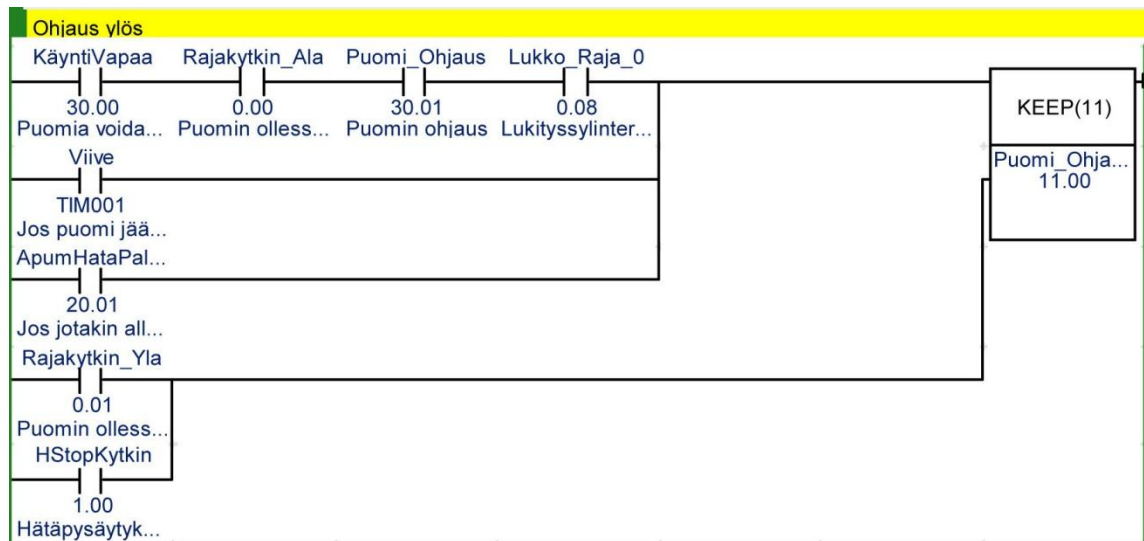 Ohjaus ylös
KäyntiVapaa Rajakytkin_Ala Puomi_Ohjaus Lukko_Raja_0
30.00 0.00 30.01 0.08
Puomia voida... Puomin olless... Puomin ohjaus Lukityssylinter...
KEEP(11)
Puomi_Ohja...
11.00
Viive
TIM001
Jos puomi jää...
ApumHataPal...
20.01
Jos jotakin all...
Rajakytkin_Yla
0.01
Puomin olless...
HStopKytkin
1.00
Hätäpysäytyk...